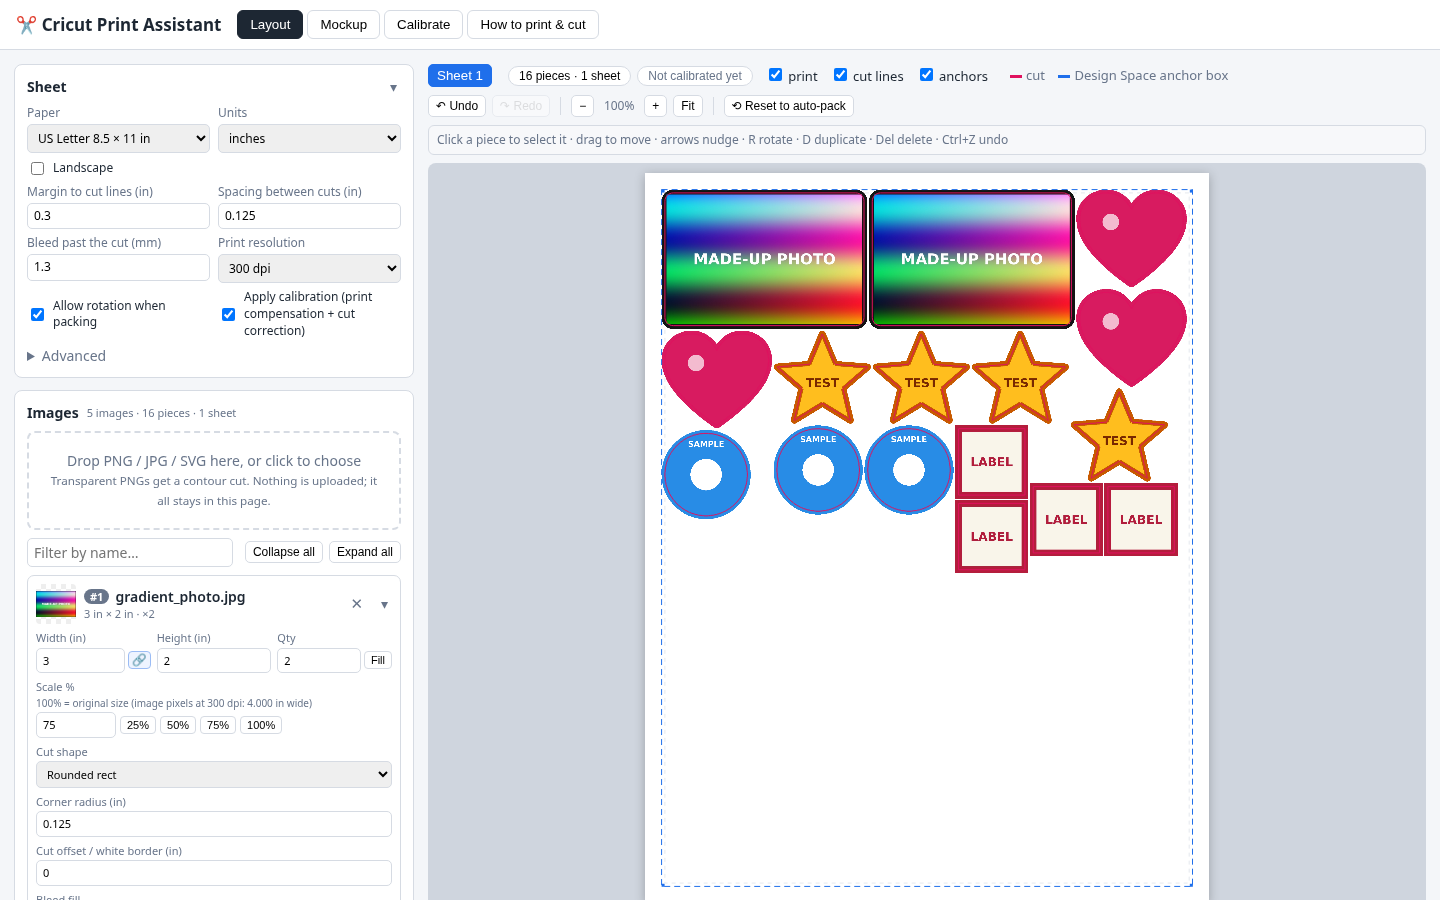 Cricut Print Assistant
Layout
Mockup
Calibrate
How to print & cut
Sheet
Paper
Units
US Letter 8.5 × 11 in
inches
Landscape
Margin to cut lines (in)
Spacing between cuts (in)
0.3
0.125
Bleed past the cut (mm)
Print resolution
1.3
300 dpi
Allow rotation when
packing
Apply calibration (print
compensation + cut
correction)
Advanced
Images
5 images · 16 pieces · 1 sheet
Drop PNG / JPG / SVG here, or click to choose
Transparent PNGs get a contour cut. Nothing is uploaded; it
all stays in this page.
Filter by name...
Collapse all
Expand all
#1
gradient_photo.jpg
3 in × 2 in · ×2
Width (in)
Height (in)
Qty
3
2
2
Fill
Scale %
100% = original size (image pixels at 300 dpi: 4.000 in wide)
75
25%
50%
75%
100%
Cut shape
Rounded rect
Corner radius (in)
0.125
Cut offset / white border (in)
0
Bleed fill
Sheet 1
16 pieces · 1 sheet
Not calibrated yet
print
cut lines
anchors
cut
Design Space anchor box
↶ Undo
↷ Redo
−
100%
+
Fit
⟲ Reset to auto-pack
Click a piece to select it · drag to move · arrows nudge · R rotate · D duplicate · Del delete · Ctrl+Z undo
MADE-UP PHOTO
MADE-UP PHOTO
TEST
TEST
TEST
TEST
SAMPLE
SAMPLE
SAMPLE
LABEL
LABEL
LABEL
LABEL